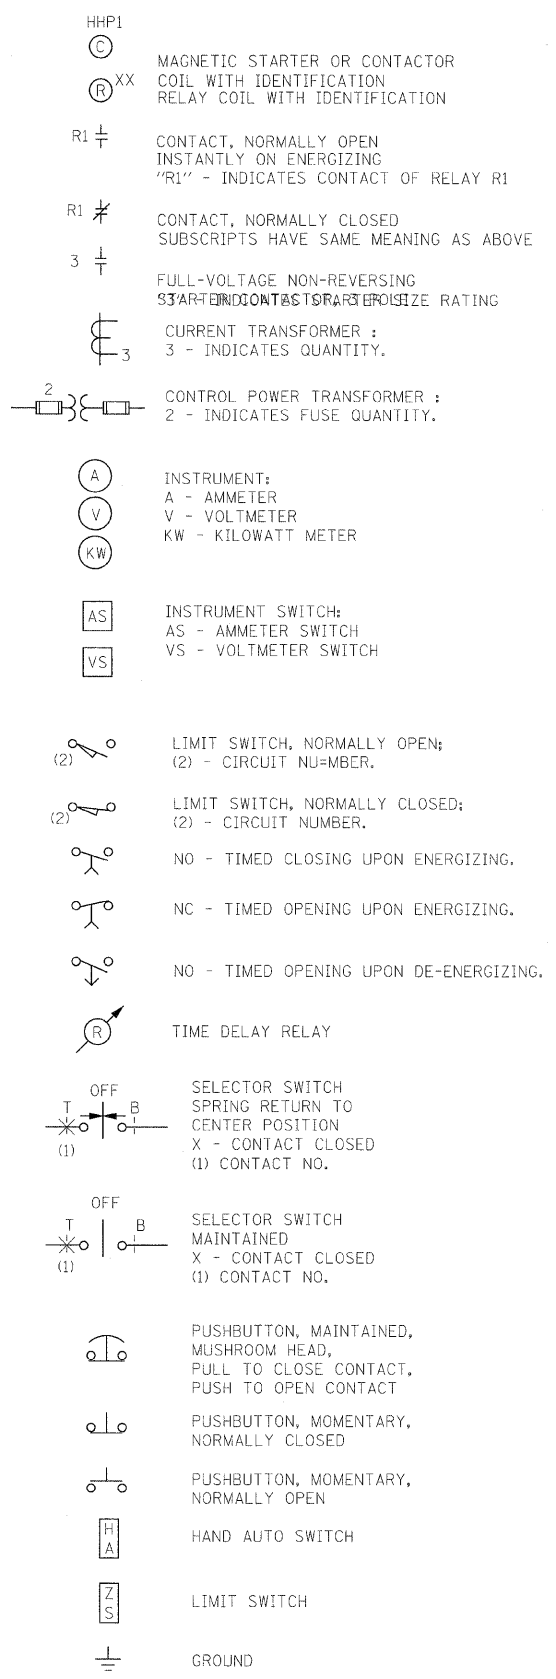 HHP1
C
MAGNETIC STARTER OR CONTACTOR
COIL WITH IDENTIFICATION
R XX
RELAY COIL WITH IDENTIFICATION
R1
CONTACT, NORMALLY OPEN
INSTANTLY ON ENERGIZING
"R1" - INDICATES CONTACT OF RELAY R1
R1
CONTACT, NORMALLY CLOSED
SUBSCRIPTS HAVE SAME MEANING AS ABOVE
3
FULL-VOLTAGE NON-REVERSING
SIZE RATING
CURRENT TRANSFORMER :
3
3 - INDICATES QUANTITY.
2
CONTROL POWER TRANSFORMER :
2 - INDICATES FUSE QUANTITY.
A
INSTRUMENT:
A - AMMETER
V
V - VOLTMETER
KW
KW - KILOWATT METER
AS
INSTRUMENT SWITCH:
AS - AMMETER SWITCH
VS
VS - VOLTMETER SWITCH
LIMIT SWITCH, NORMALLY OPEN;
(2)
(2) - CIRCUIT NU=MBER.
LIMIT SWITCH, NORMALLY CLOSED;
(2)
(2) - CIRCUIT NUMBER.
NO - TIMED CLOSING UPON ENERGIZING.
NC - TIMED OPENING UPON ENERGIZING.
NO - TIMED OPENING UPON DE-ENERGIZING.
R
TIME DELAY RELAY
OFF
T B
(1)
SELECTOR SWITCH
SPRING RETURN TO
CENTER POSITION
X - CONTACT CLOSED
(1) CONTACT NO.
OFF
T B
(1)
SELECTOR SWITCH
MAINTAINED
X - CONTACT CLOSED
(1) CONTACT NO.
PUSHBUTTON, MAINTAINED,
MUSHROOM HEAD,
PULL TO CLOSE CONTACT,
PUSH TO OPEN CONTACT
PUSHBUTTON, MOMENTARY,
NORMALLY CLOSED
PUSHBUTTON, MOMENTARY,
NORMALLY OPEN
H
A
HAND AUTO SWITCH
Z
S
LIMIT SWITCH
GROUND